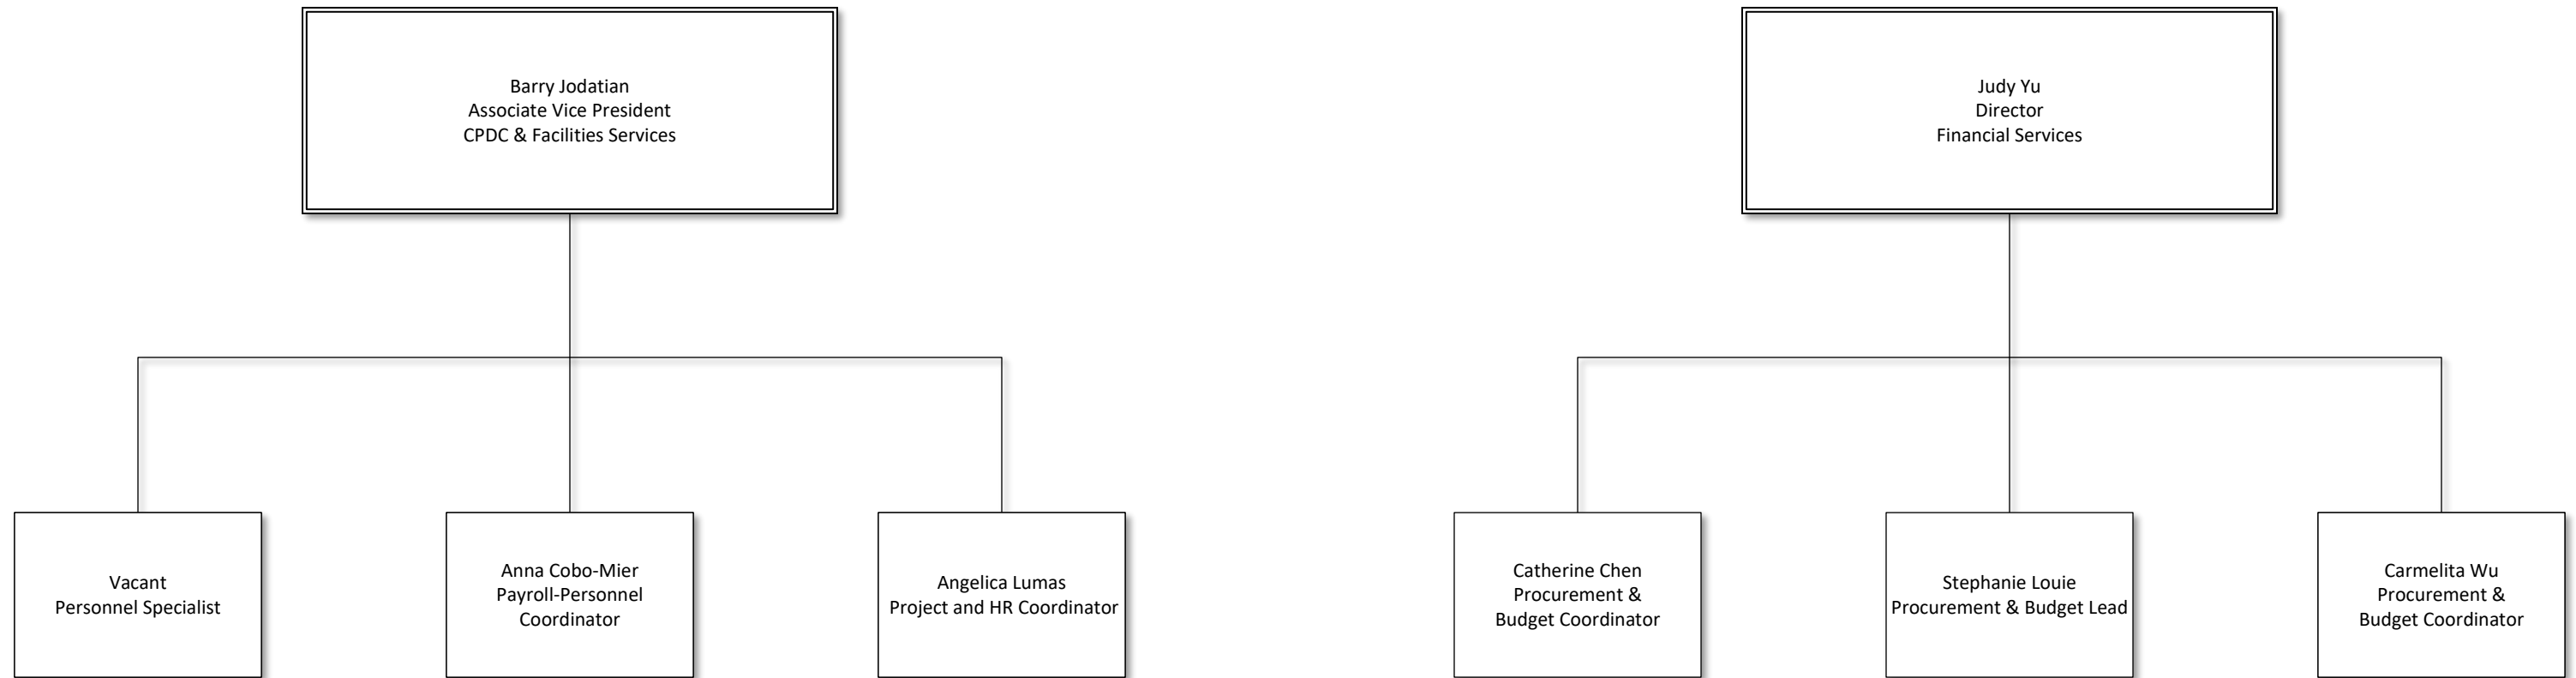 Barry Jodatian
Associate Vice President
CPDC & Facilities Services
Judy Yu
Director
Financial Services
Vacant
Personnel Specialist
Anna Cobo-Mier
Payroll-Personnel
Coordinator
Angelica Lumas
Project and HR Coordinator
Catherine Chen
Procurement &
Budget Coordinator
Stephanie Louie
Procurement & Budget Lead
Carmelita Wu
Procurement &
Budget Coordinator